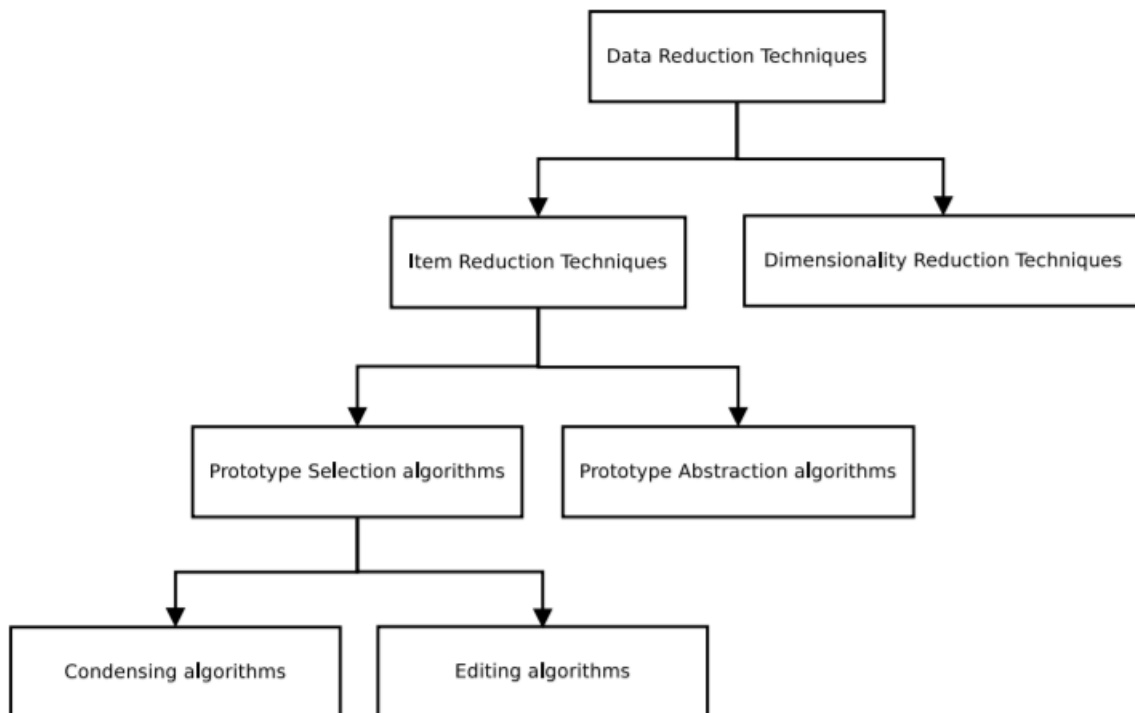 Data Reduction Techniques
Item Reduction Techniques
Dimensionality Reduction Techniques
Prototype Selection algorithms
Prototype Abstraction algorithms
Condensing algorithms
Editing algorithms